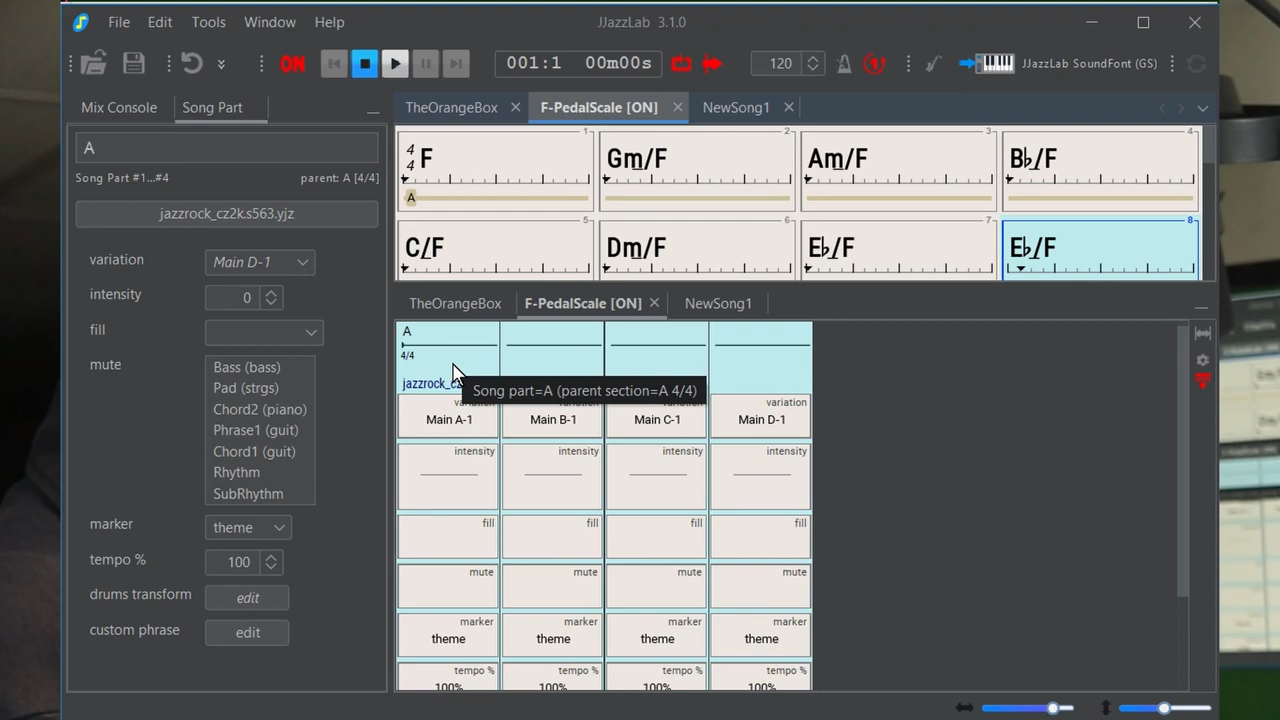 File Edit Tools Window Help JJazzLab 3.1.0
ON 001:1 00m00s 120 JJazzLab SoundFont (GS)
Mix Console Song Part
A
Song Part #1...#4 parent: A [4/4]
jazzrock_cz2k.s563.yjz
variation Main D-1
intensity 0
fill
mute
Bass (bass)
Pad (strgs)
Chord2 (piano)
Phrase1 (guit)
Chord1 (guit)
Rhythm
SubRhythm
marker theme
tempo % 100
drums transform edit
custom phrase edit
TheOrangeBox F-PedalScale [ON] NewSong1
1 2 3 4
4/4 F Gm/F Am/F B♭/F
A
5 6 7 8
C/F Dm/F E♭/F E♭/F
TheOrangeBox F-PedalScale [ON] NewSong1
A
4/4
jazzrock_cz
Song part=A (parent section=A 4/4)
variation variation variation
Main A-1 Main B-1 Main C-1 Main D-1
intensity intensity intensity intensity
fill fill fill fill
mute mute mute mute
marker marker marker marker
theme theme theme theme
tempo % tempo % tempo % tempo %
100% 100% 100% 100%